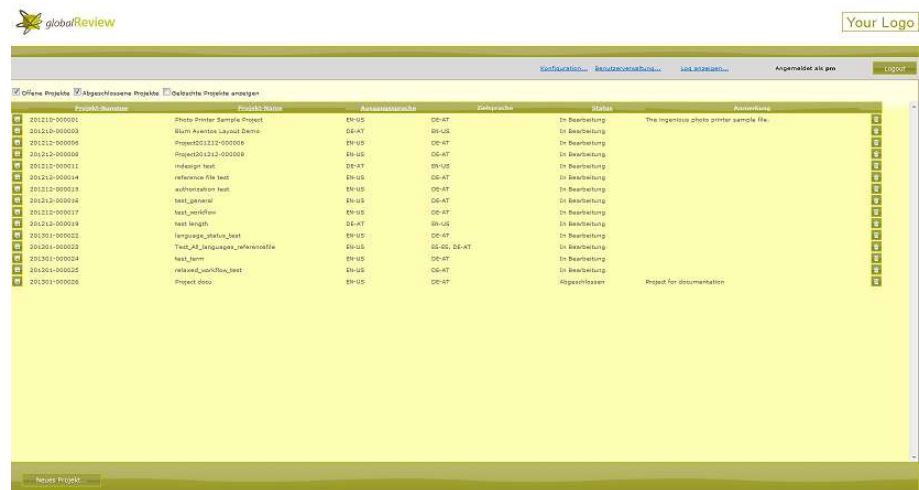 globalReview
Your Logo
Konfiguration... Benutzerverwaltung... Log anzeigen... Angemeldet als pm Logout
Offene Projekte Abgeschlossene Projekte Gelöschte Projekte anzeigen
Projekt-Nummer Projekt-Name Ausgangssprache Zielsprache Status Anmerkung
201210-000001 Photo Printer Sample Project EN-US DE-AT In Bearbeitung The ingenious photo printer sample file.
201210-000003 Blum Aventos Layout Demo DE-AT EN-US In Bearbeitung
201212-000006 Project201212-000006 EN-US DE-AT In Bearbeitung
201212-000008 Project201212-000008 EN-US DE-AT In Bearbeitung
201212-000011 indesign test DE-AT EN-US In Bearbeitung
201212-000014 reference file test EN-US DE-AT In Bearbeitung
201212-000015 authorization test EN-US DE-AT In Bearbeitung
201212-000016 test_general EN-US DE-AT In Bearbeitung
201212-000017 test_workflow EN-US DE-AT In Bearbeitung
201212-000019 test length DE-AT EN-US In Bearbeitung
201301-000022 language_status_test EN-US DE-AT In Bearbeitung
201301-000023 Test_All_languages_referencefile EN-US ES-ES, DE-AT In Bearbeitung
201301-000024 test_term EN-US DE-AT In Bearbeitung
201301-000025 relaxed_workflow_test EN-US DE-AT In Bearbeitung
201301-000026 Project docu EN-US DE-AT Abgeschlossen Project for documentation
Neues Projekt...